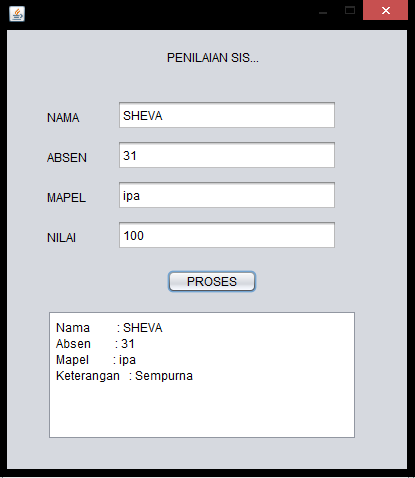 PENILAIAN SIS...
NAMA SHEVA
ABSEN 31
MAPEL ipa
NILAI 100
PROSES
Nama : SHEVA
Absen : 31
Mapel : ipa
Keterangan : Sempurna